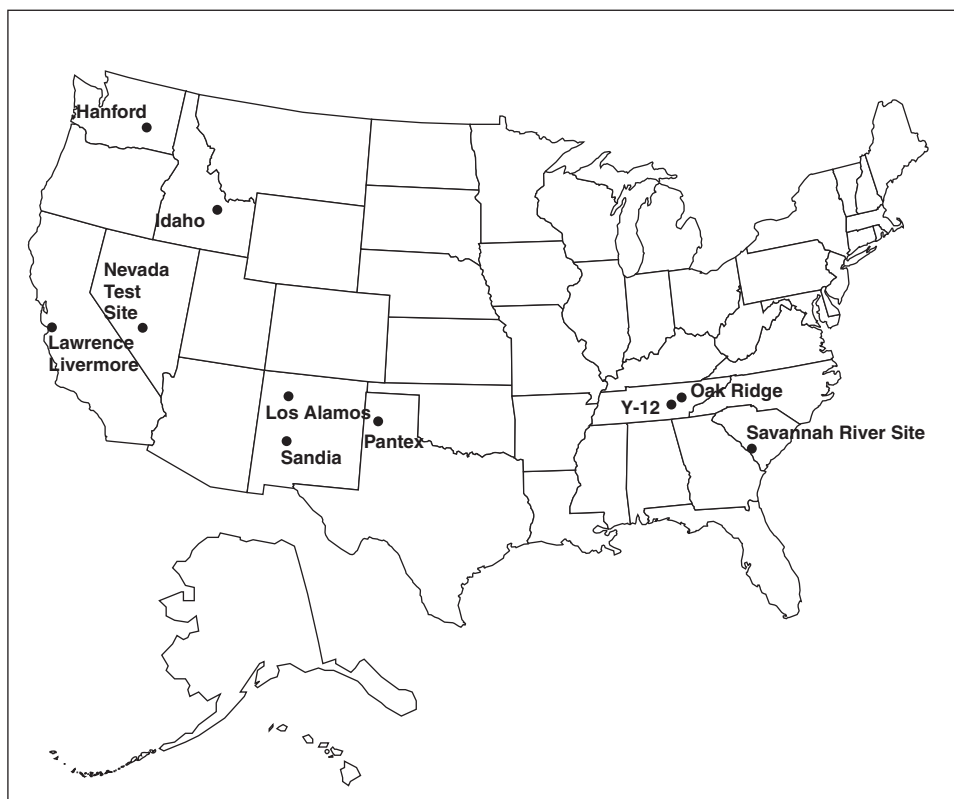 Hanford
Idaho
Nevada
Test
Site
Lawrence
Livermore
Los Alamos
Sandia
Pantex
Oak Ridge
Y-12
Savannah River Site